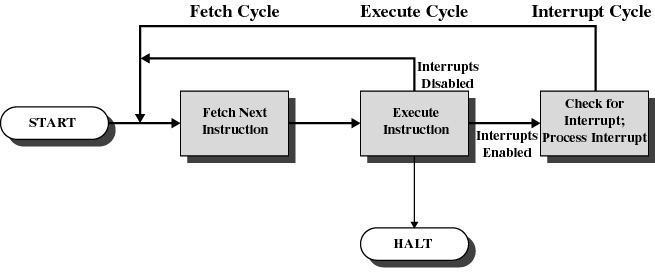 Fetch Cycle
Execute Cycle
Interrupt Cycle
Interrupts
Disabled
START
Fetch Next
Instruction
Execute
Instruction
Interrupts
Enabled
Check for
Interrupt;
Process Interrupt
HALT